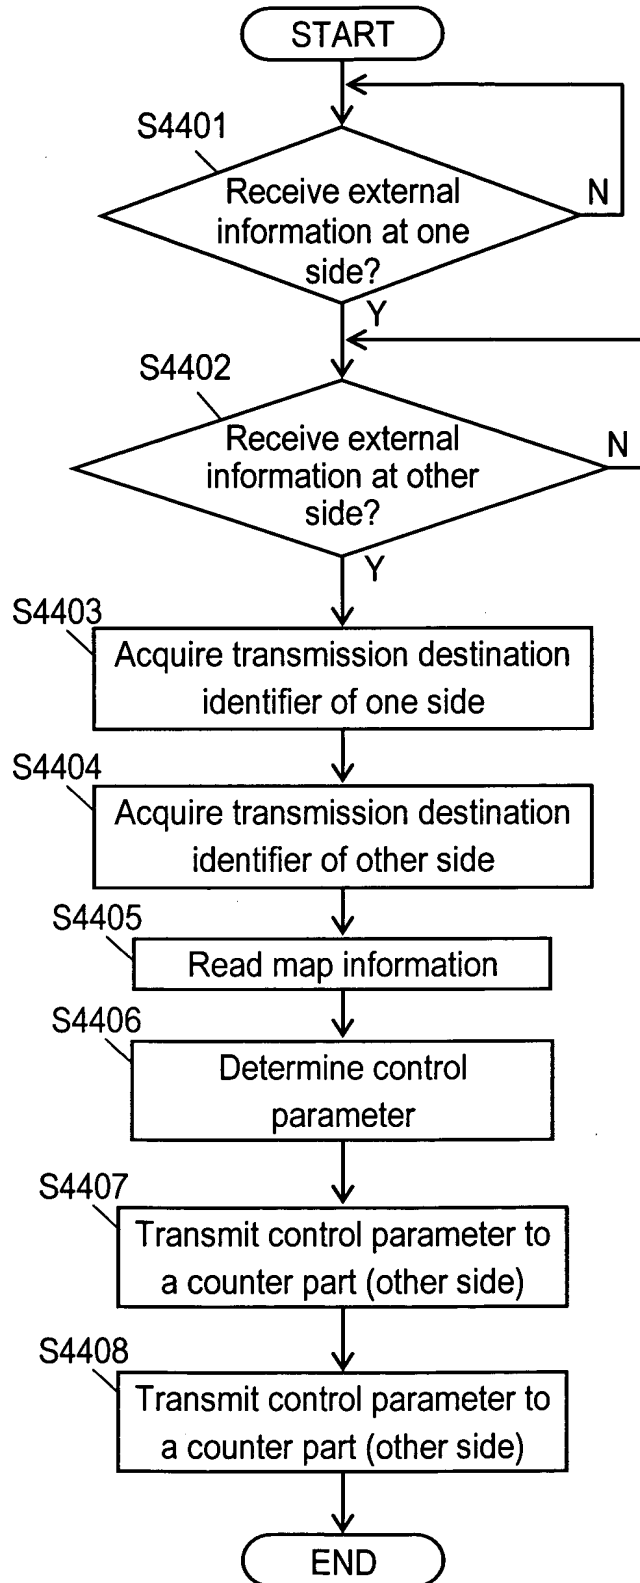 START
S4401
Receive external
information at one
side?
N
Y
S4402
Receive external
information at other
side?
N
Y
S4403
Acquire transmission destination
identifier of one side
S4404
Acquire transmission destination
identifier of other side
S4405
Read map information
S4406
Determine control
parameter
S4407
Transmit control parameter to
a counter part (other side)
S4408
Transmit control parameter to
a counter part (other side)
END